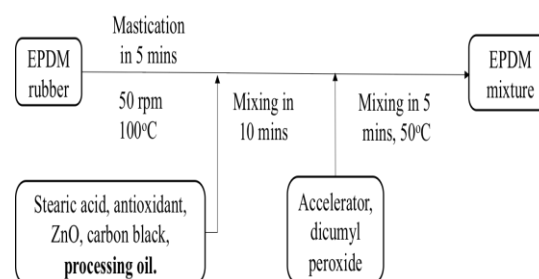 Mastication
in 5 mins
EPDM
rubber
50 rpm
100°C
Mixing in
10 mins
Mixing in 5
mins, 50°C
EPDM
mixture
Stearic acid, antioxidant,
ZnO, carbon black,
processing oil.
Accelerator,
dicumyl
peroxide